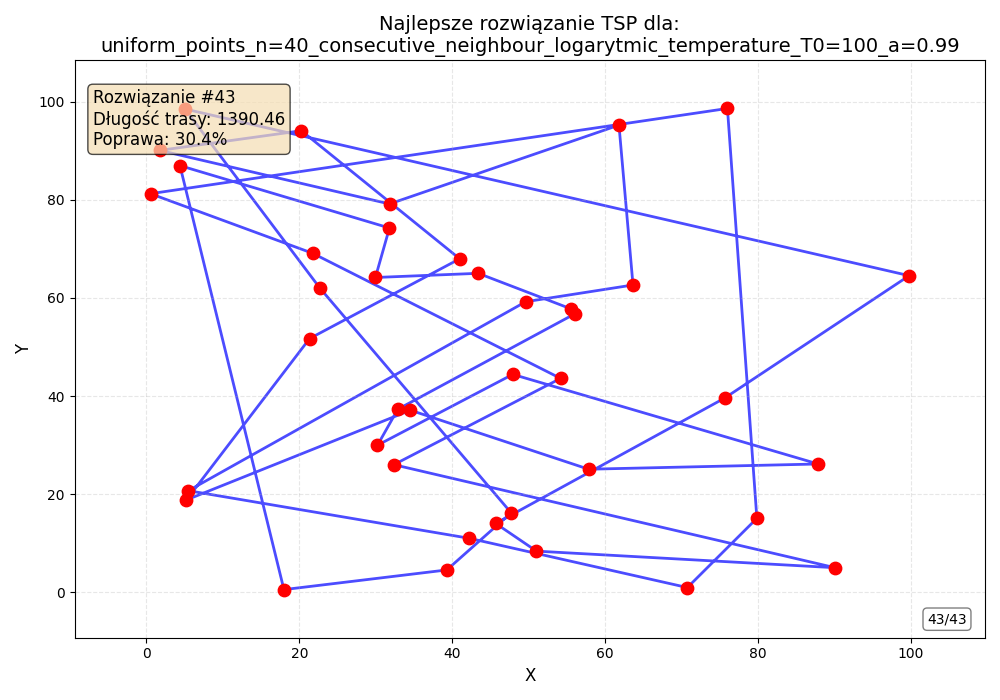 Najlepsze rozwiązanie TSP dla:
uniform_points_n=40_consecutive_neighbour_logarytmic_temperature_T0=100_a=0.99
Rozwiązanie #43
Długość trasy: 1390.46
Poprawa: 30.4%
100
80
60
40
20
0
Y
43/43
0 20 40 60 80 100
X